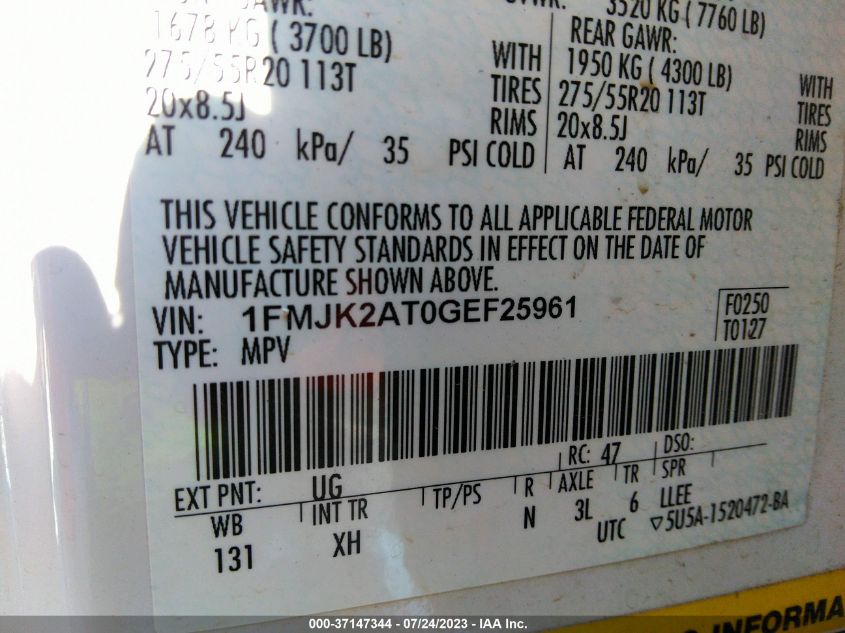 GVWR: 3520 KG ( 7760 LB)
GAWR: REAR GAWR:
1678 KG ( 3700 LB) WITH 1950 KG ( 4300 LB) WITH
275/55R20 113T TIRES 275/55R20 113T TIRES
20x8.5J RIMS 20x8.5J RIMS
AT 240 kPa/ 35 PSI COLD AT 240 kPa/ 35 PSI COLD
THIS VEHICLE CONFORMS TO ALL APPLICABLE FEDERAL MOTOR
VEHICLE SAFETY STANDARDS IN EFFECT ON THE DATE OF
MANUFACTURE SHOWN ABOVE.
VIN: 1FMJK2AT0GEF25961 F0250
TYPE: MPV T0127
EXT PNT: UG RC: 47 DSO:
WB INT TR TP/PS R AXLE TR SPR
131 XH N 3L 6 LLEE
UTC ▽5U5A-1520472-BA
INFORMA
000-37147344 / 07/24/2023 - IAA Inc.